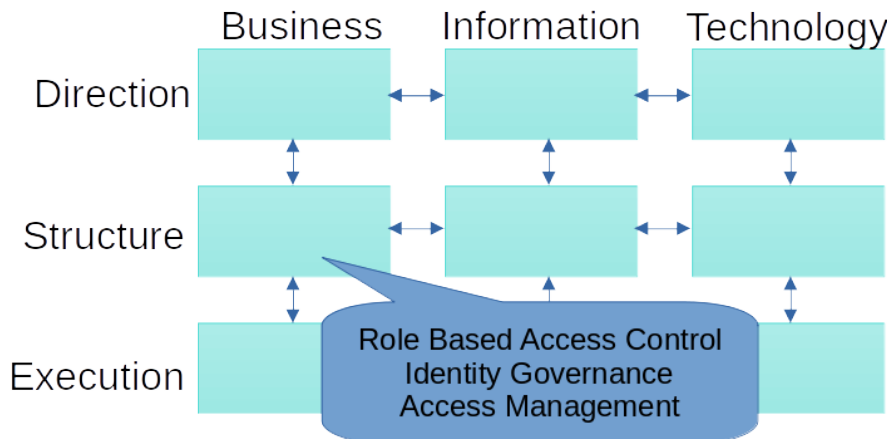 Business Information Technology
Direction
Structure
Execution
Role Based Access Control
Identity Governance
Access Management